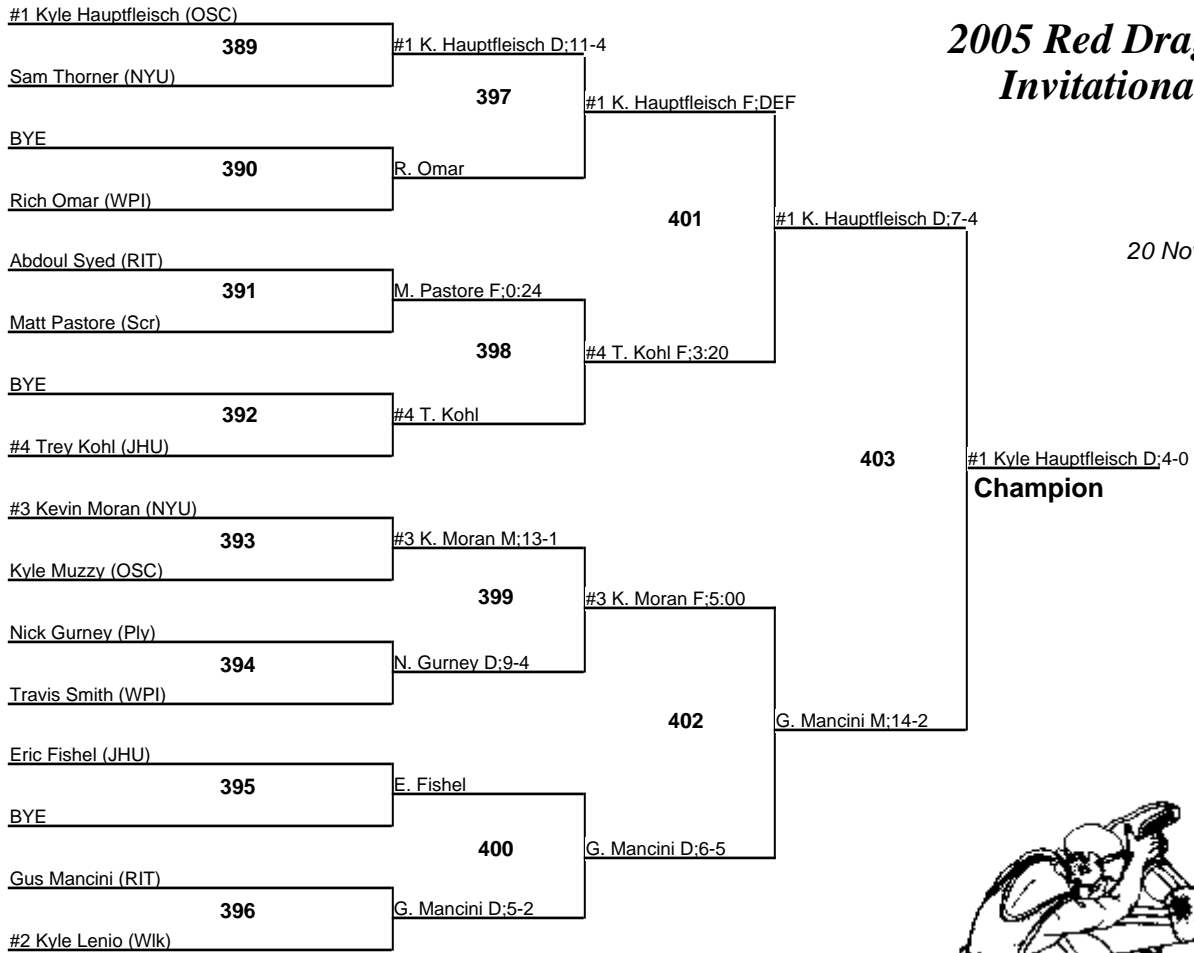 #1 Kyle Hauptfleisch (OSC)
389
Sam Thorner (NYU)
BYE
390
Rich Omar (WPI)
Abdoul Syed (RIT)
391
Matt Pastore (Scr)
BYE
392
#4 Trey Kohl (JHU)
#3 Kevin Moran (NYU)
393
Kyle Muzzy (OSC)
Nick Gurney (Ply)
394
Travis Smith (WPI)
Eric Fishel (JHU)
395
BYE
Gus Mancini (RIT)
396
#2 Kyle Lenio (Wlk)
#1 K. Hauptfleisch D;11-4
397
R. Omar
M. Pastore F;0:24
398
#4 T. Kohl
#3 K. Moran M;13-1
399
N. Gurney D;9-4
E. Fishel
400
G. Mancini D;5-2
#1 K. Hauptfleisch F;DEF
401
#4 T. Kohl F;3:20
#3 K. Moran F;5:00
402
G. Mancini D;6-5
#1 K. Hauptfleisch D;7-4
403
G. Mancini M;14-2
#1 Kyle Hauptfleisch D;4-0
Champion
2005 Red Drag
Invitationa
20 Nov